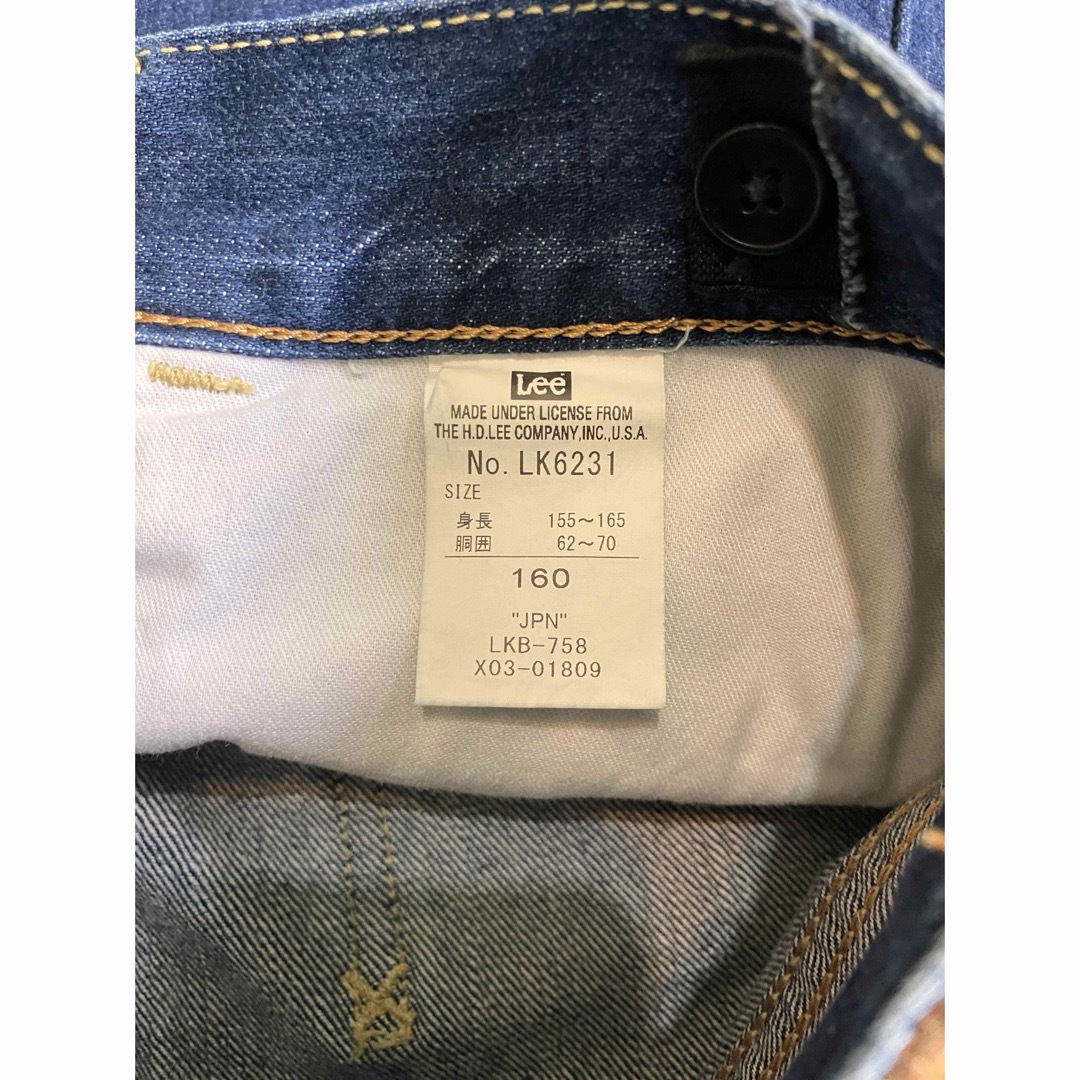 Lee
MADE UNDER LICENSE FROM
THE H.D.LEE COMPANY,INC.,U.S.A.
No. LK6231
SIZE
身長 155～165
胴囲 62～70
160
"JPN"
LKB-758
X03-01809